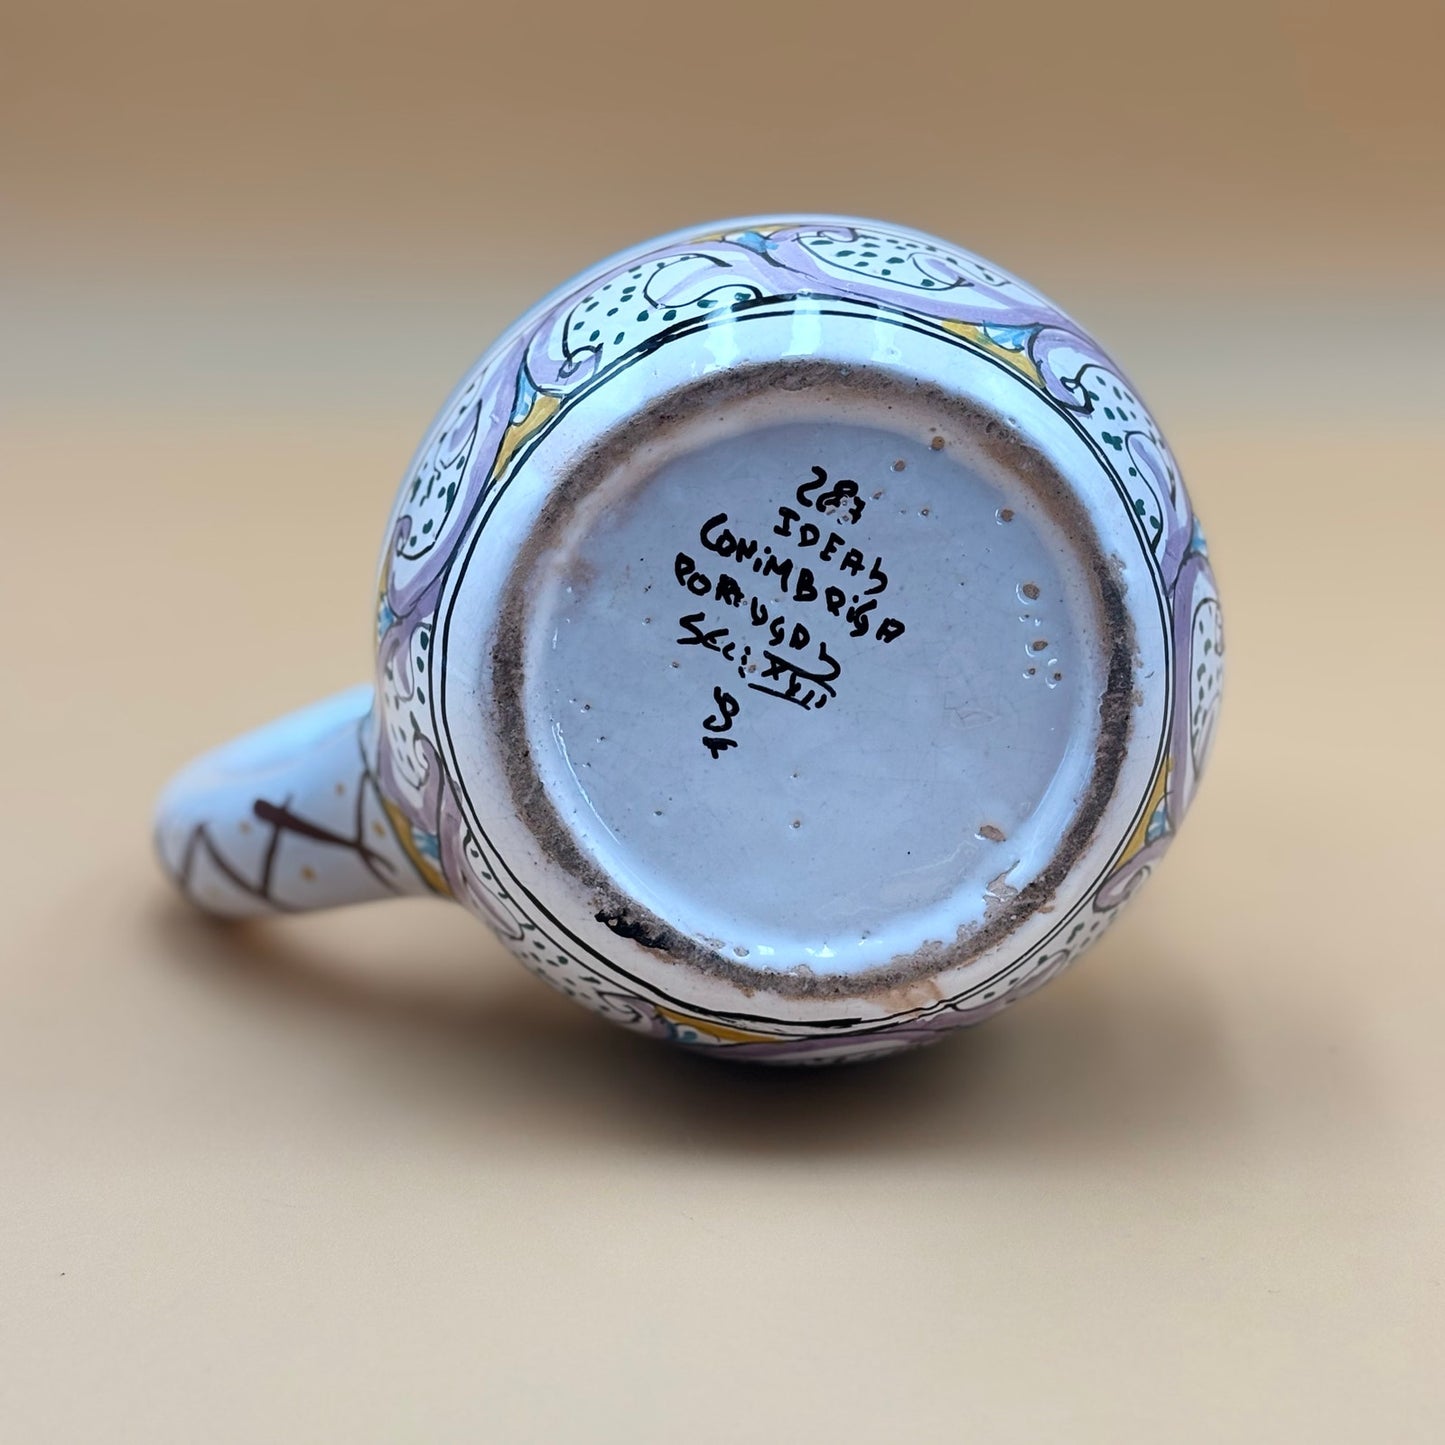 287
IDEAL
CONiMBRiGA
PORTUGAL
SEC: XVII